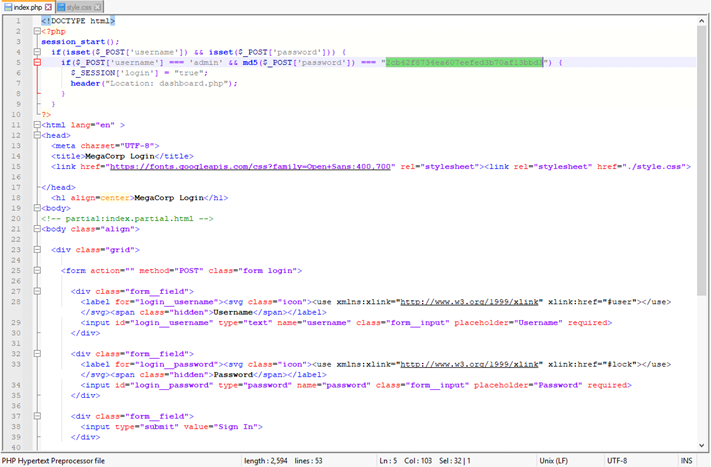 index.php style.css
1 <!DOCTYPE html>
2 <?php
3 session_start();
4 if(isset($_POST['username']) && isset($_POST['password'])) {
5 if($_POST['username'] === 'admin' && md5($_POST['password']) === "2cb42f8734ea607eefed3b70af13bbd3") {
6 $_SESSION['login'] = "true";
7 header("Location: dashboard.php");
8 }
9 }
10 ?>
11 <html lang="en" >
12 <head>
13 <meta charset="UTF-8">
14 <title>MegaCorp Login</title>
15 <link href="https://fonts.googleapis.com/css?family=Open+Sans:400,700" rel="stylesheet"><link rel="stylesheet" href="./style.css">
16
17 </head>
18 <h1 align=center>MegaCorp Login</h1>
19 <body>
20 <!-- partial:index.partial.html -->
21 <body class="align">
22
23 <div class="grid">
24
25 <form action="" method="POST" class="form login">
26
27 <div class="form__field">
28 <label for="login__username"><svg class="icon"><use xmlns:xlink="http://www.w3.org/1999/xlink" xlink:href="#user"></use>
</svg><span class="hidden">Username</span></label>
29 <input id="login__username" type="text" name="username" class="form__input" placeholder="Username" required>
30 </div>
31
32 <div class="form__field">
33 <label for="login__password"><svg class="icon"><use xmlns:xlink="http://www.w3.org/1999/xlink" xlink:href="#lock"></use>
</svg><span class="hidden">Password</span></label>
34 <input id="login__password" type="password" name="password" class="form__input" placeholder="Password" required>
35 </div>
36
37 <div class="form__field">
38 <input type="submit" value="Sign In">
39 </div>
40
PHP Hypertext Preprocessor file length : 2,594 lines : 53 Ln : 5 Col : 103 Sel : 32 | 1 Unix (LF) UTF-8 INS